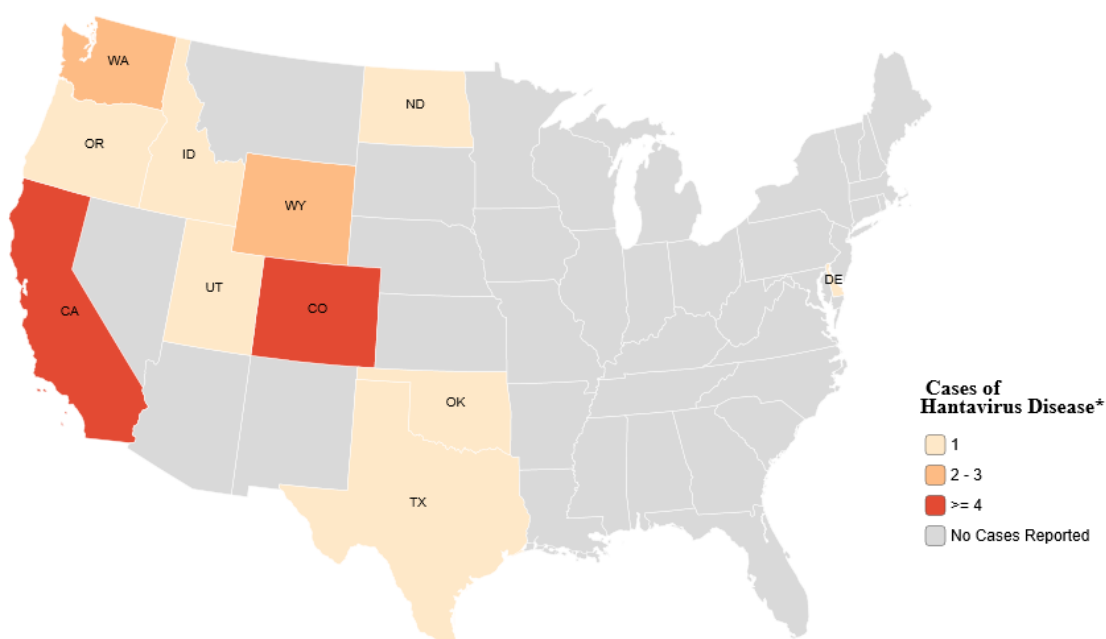 WA
ND
OR
ID
WY
UT
DE
CO
CA
OK
TX
Cases of
Hantavirus Disease*
1
2 - 3
>= 4
No Cases Reported